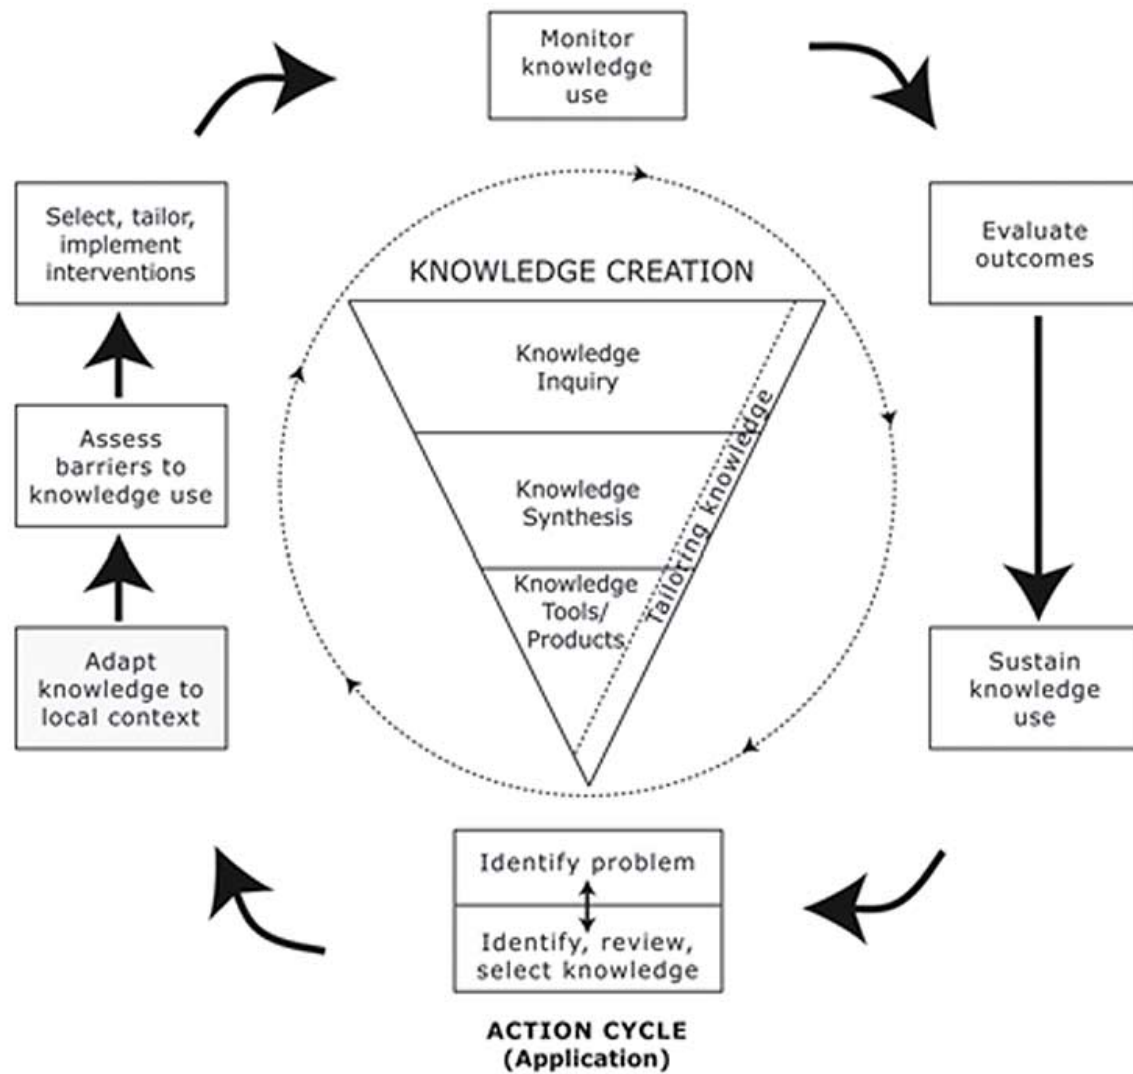 Monitor
knowledge
use
Select, tailor,
implement
interventions
Evaluate
outcomes
KNOWLEDGE CREATION
Knowledge
Inquiry
Assess
barriers to
knowledge use
Knowledge
Synthesis
Tailoring knowledge
Knowledge
Tools/
Products
Adapt
knowledge to
local context
Sustain
knowledge
use
Identify problem
Identify, review,
select knowledge
ACTION CYCLE
(Application)